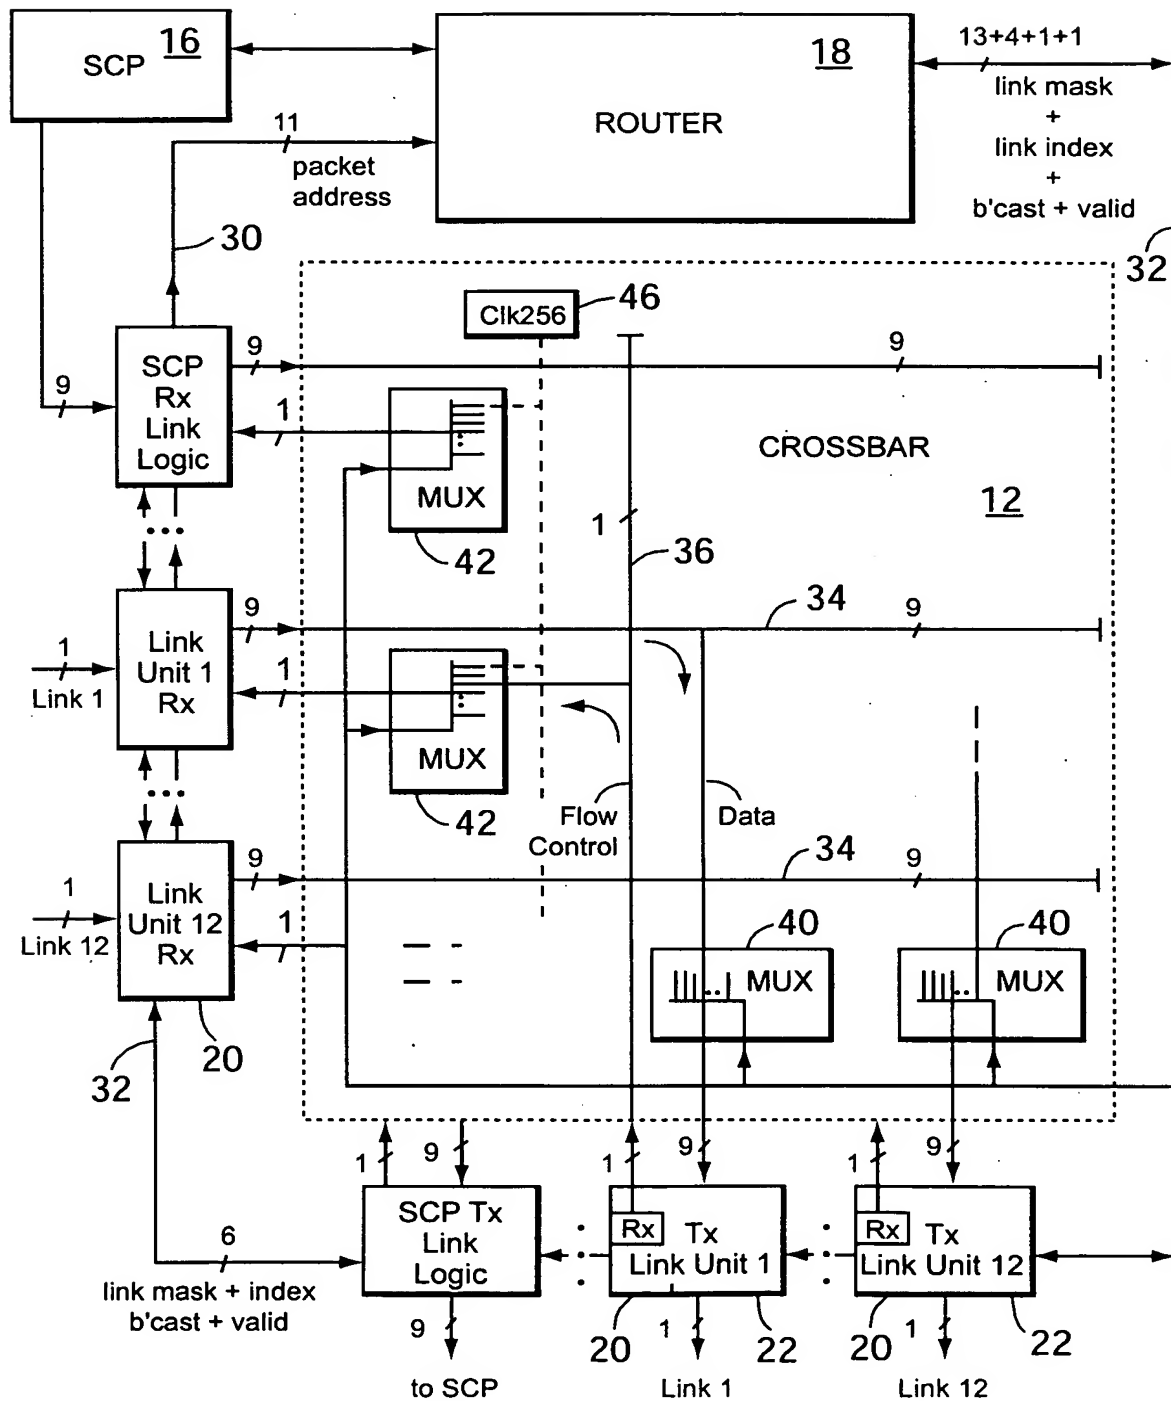 SCP 16
ROUTER 18
13+4+1+1
link mask
+
link index
+
b'cast + valid
32
11
packet
address
30
Clk256
46
9
9
SCP
Rx
Link
Logic
9
1
MUX
42
CROSSBAR
12
1
36
9
34
9
Link
Unit 1
Rx
1
Link 1
1
MUX
42
Flow
Control
Data
9
34
9
Link
Unit 12
Rx
1
Link 12
1
40
MUX
40
MUX
20
32
1
9
1
9
1
9
SCP Tx
Link
Logic
Rx
Tx
Link Unit 1
Rx
Tx
Link Unit 12
6
link mask + index
b'cast + valid
9
20
1
22
20
1
22
to SCP
Link 1
Link 12